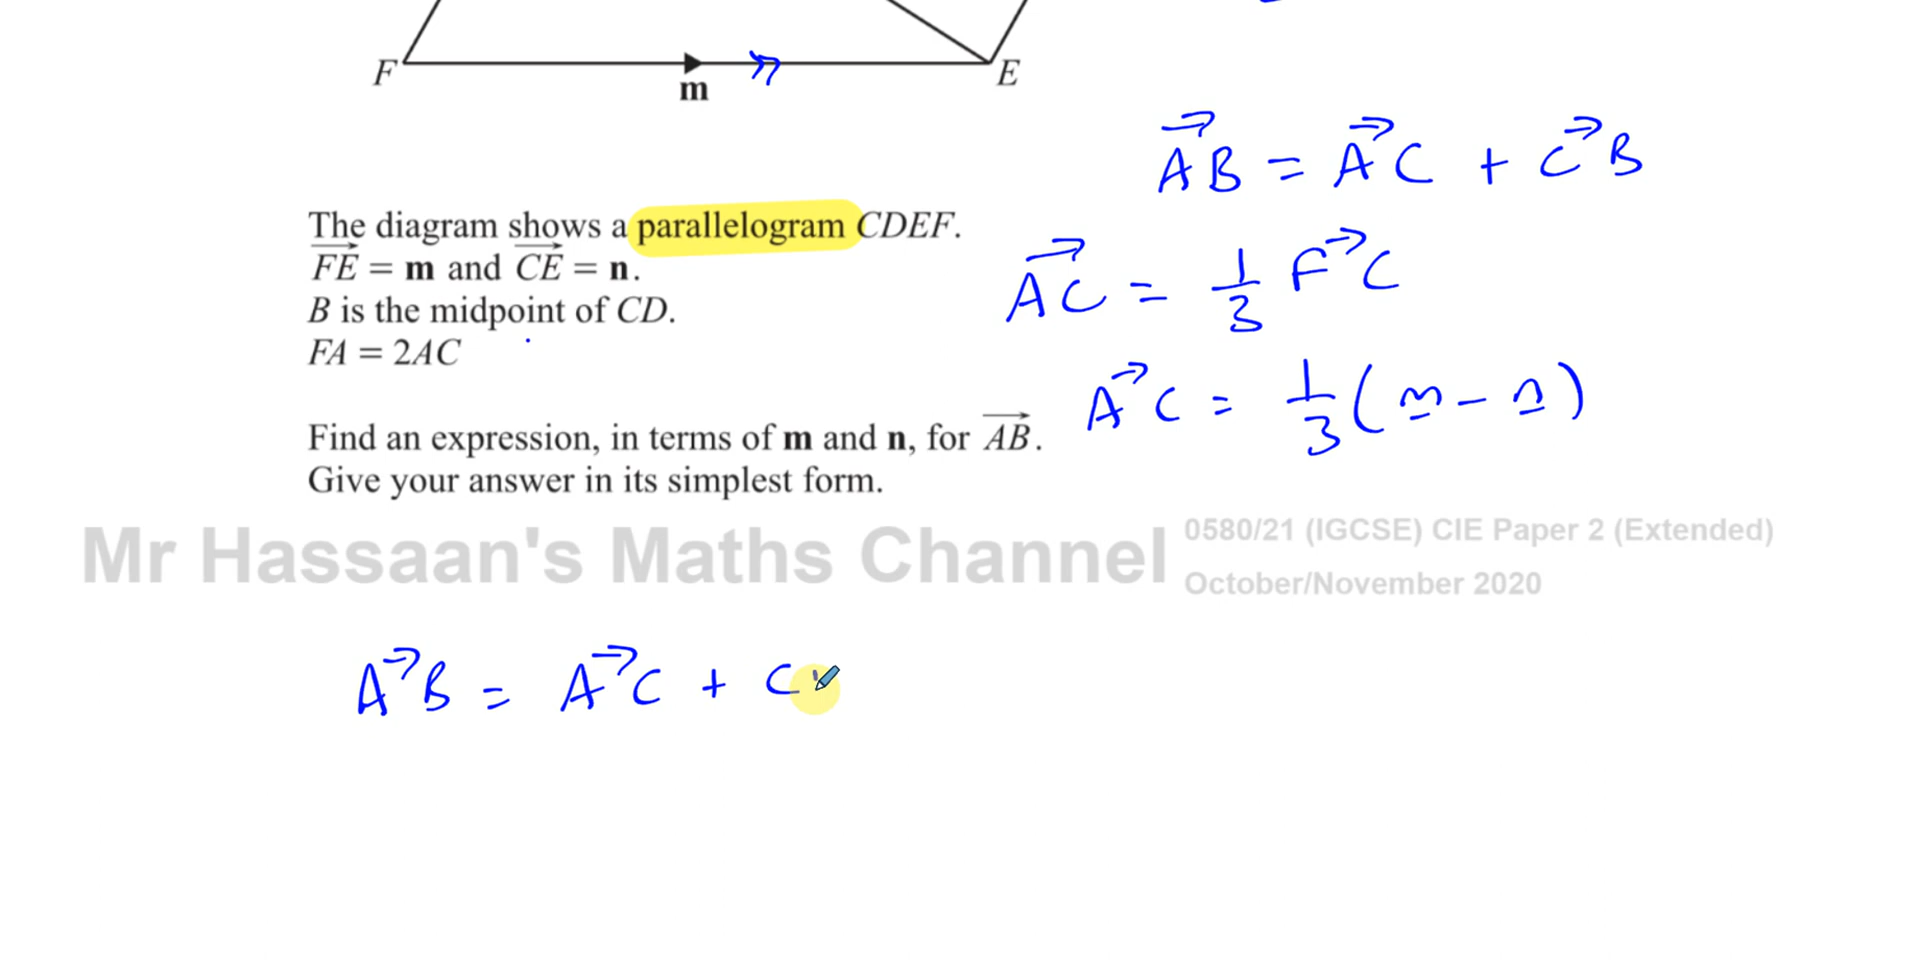 F
E
m
AB = AC + CB
The diagram shows a parallelogram CDEF.
FE = m and CE = n.
B is the midpoint of CD.
FA = 2AC
AC = 1/3 FC
AC = 1/3 (m - n)
Find an expression, in terms of m and n, for AB.
Give your answer in its simplest form.
Mr Hassaan's Maths Channel
0580/21 (IGCSE) CIE Paper 2 (Extended)
October/November 2020
AB = AC + C